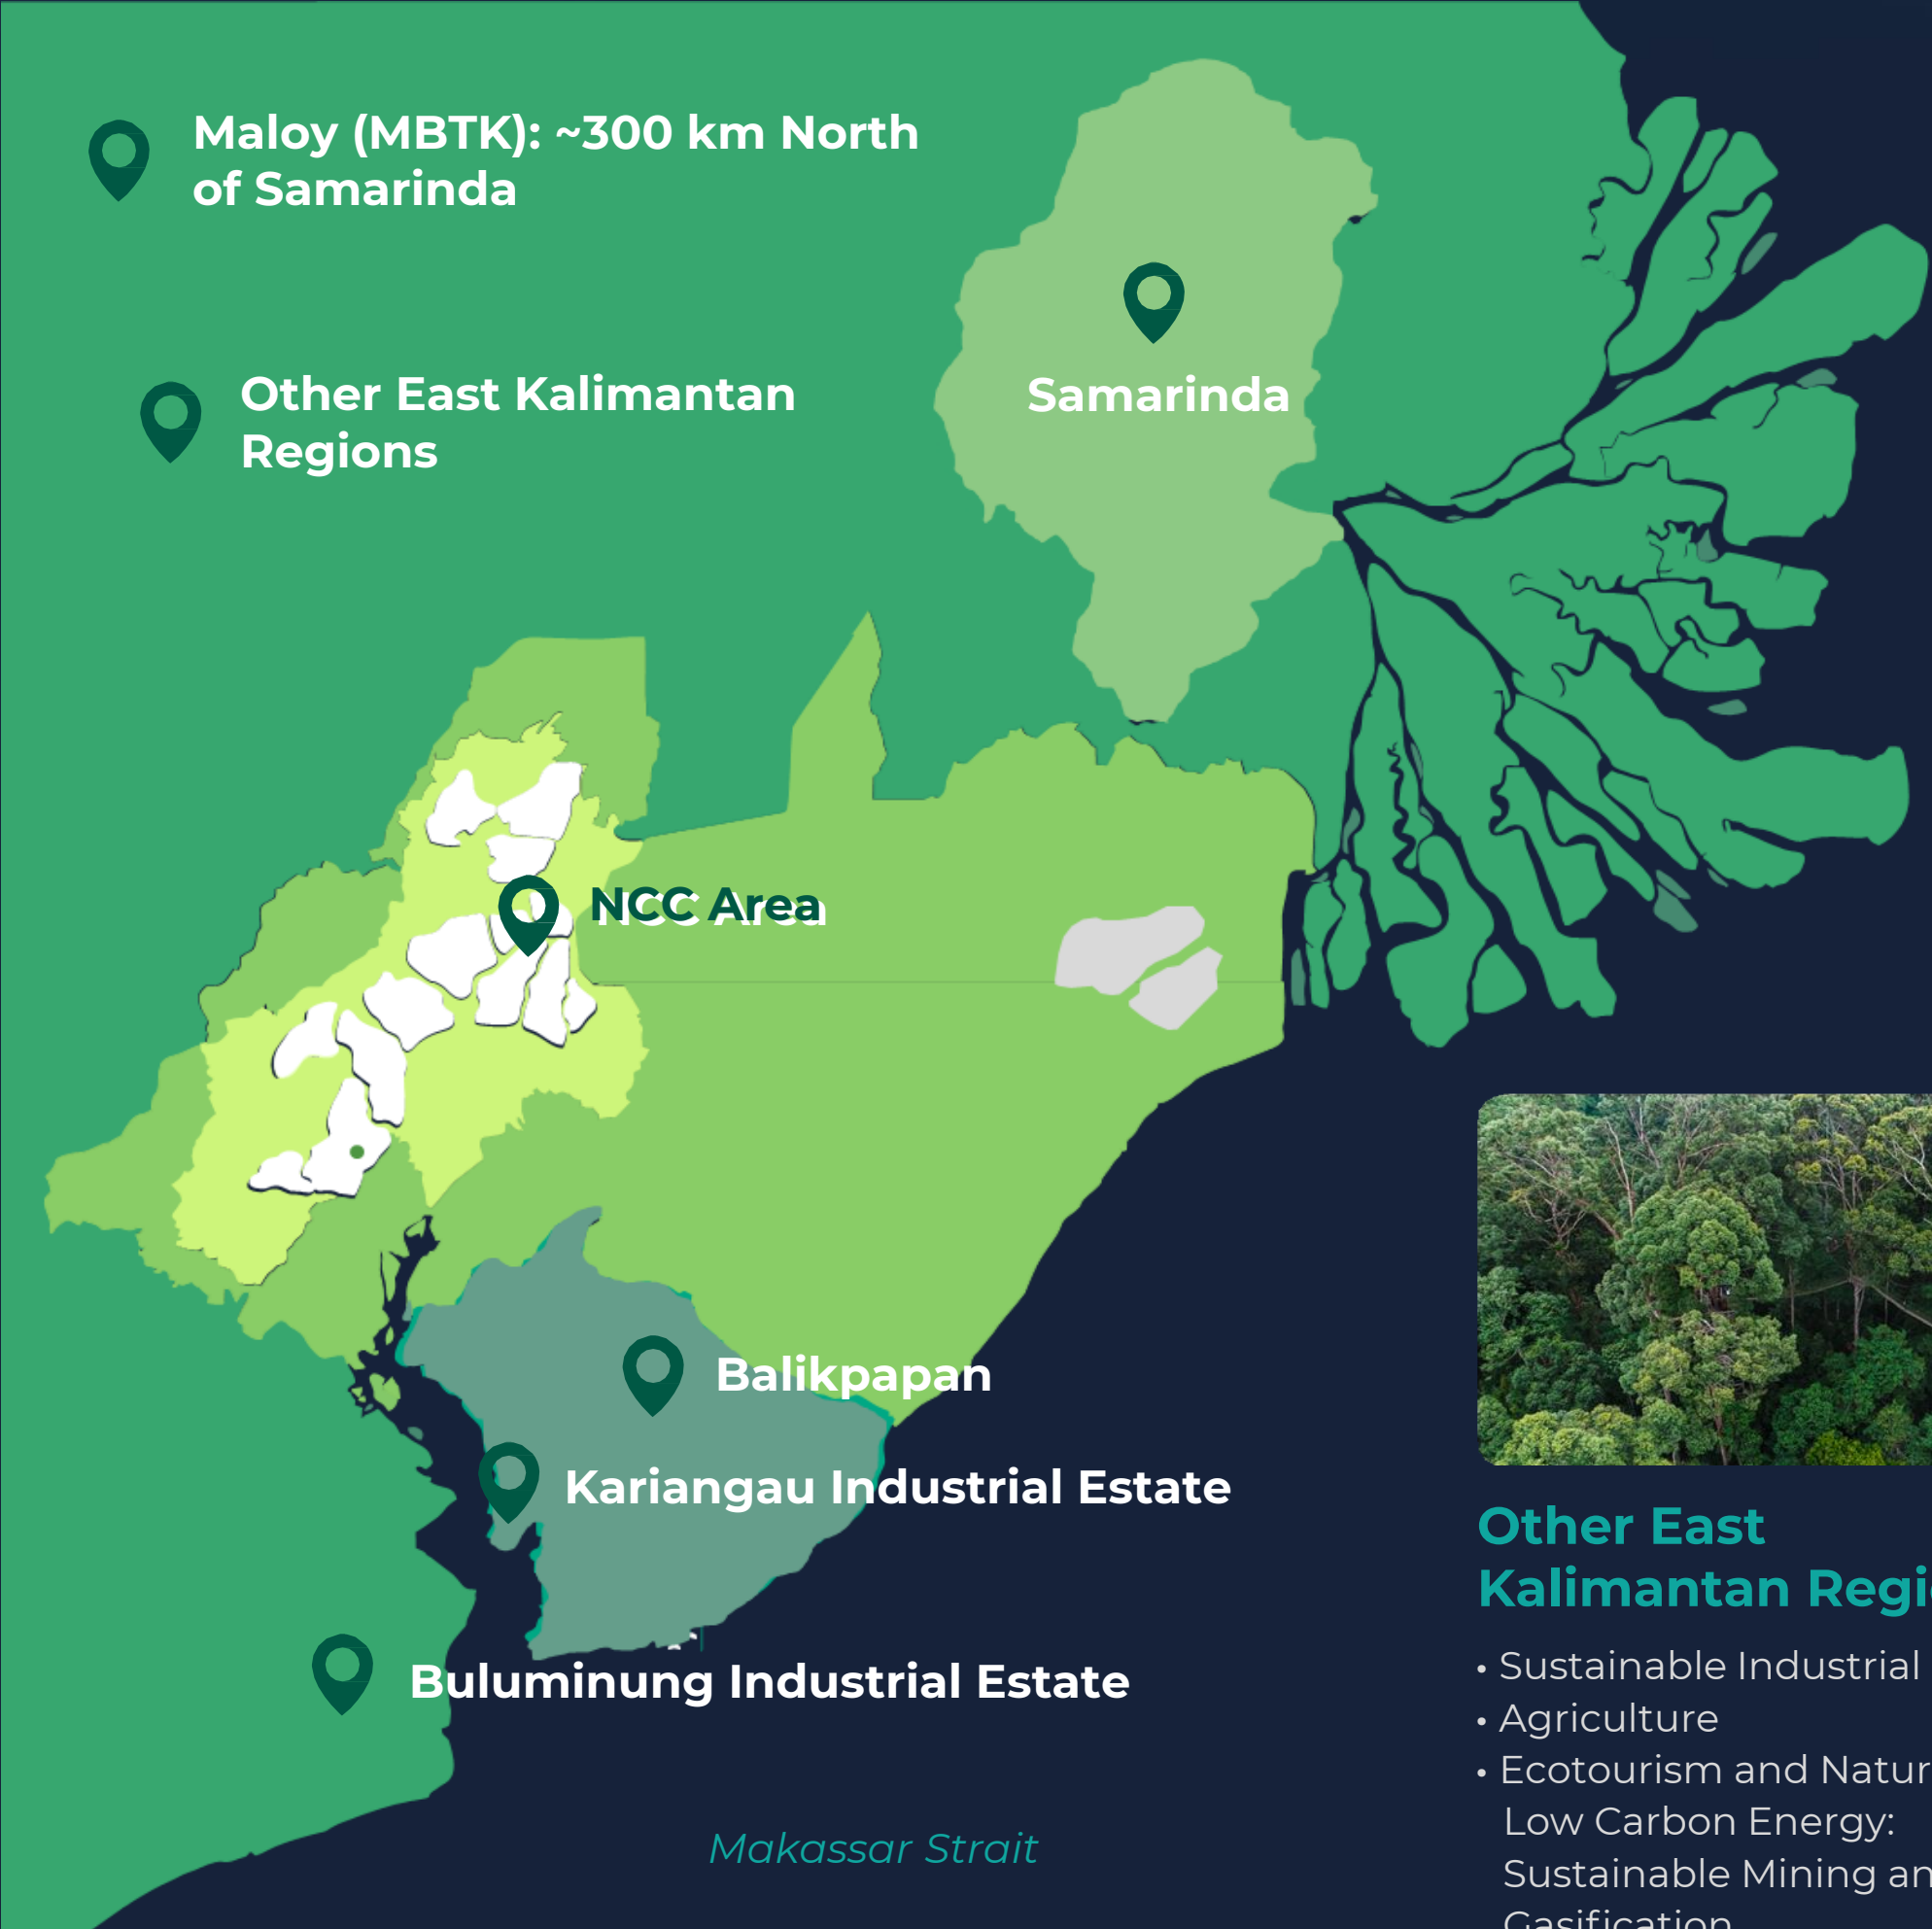 Maloy (MBTK): ~300 km North
of Samarinda
Other East Kalimantan
Regions
Samarinda
NCC Area
Balikpapan
Kariangau Industrial Estate
Buluminung Industrial Estate
Makassar Strait
Other East
Kalimantan
• Sustainable Industrial
• Agriculture
• Ecotourism and
Low Carbon Energy:
Sustainable Mining
Gasification